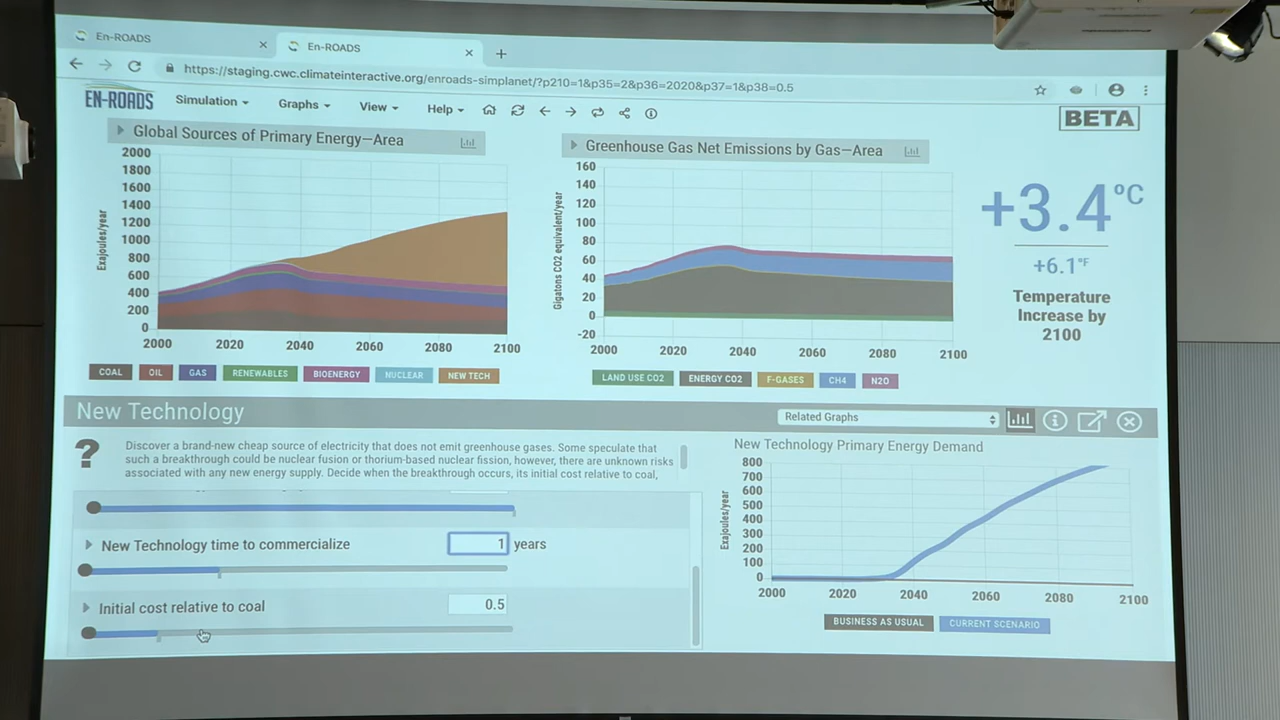 En-ROADS
En-ROADS
https://staging.cwc.climateinteractive.org/enroads-simplanet/?p210=1&p35=2&p36=2020&p37=1&p38=0.5
EN-ROADS Simulation Graphs View Help
BETA
Global Sources of Primary Energy—Area
2000
1800
1600
1400
1200
1000
800
600
400
200
0
Exajoules/year
2000 2020 2040 2060 2080 2100
COAL OIL GAS RENEWABLES BIOENERGY NUCLEAR NEW TECH
Greenhouse Gas Net Emissions by Gas—Area
160
140
120
100
80
60
40
20
0
-20
Gigatons CO2 equivalent/year
2000 2020 2040 2060 2080 2100
LAND USE CO2 ENERGY CO2 F-GASES CH4 N2O
+3.4°C
+6.1°F
Temperature
Increase by
2100
New Technology
Related Graphs
? Discover a brand-new cheap source of electricity that does not emit greenhouse gases. Some speculate that
such a breakthrough could be nuclear fusion or thorium-based nuclear fission, however, there are unknown risks
associated with any new energy supply. Decide when the breakthrough occurs, its initial cost relative to coal,
New Technology time to commercialize 1 years
Initial cost relative to coal 0.5
New Technology Primary Energy Demand
800
700
600
500
400
300
200
100
0
Exajoules/year
2000 2020 2040 2060 2080 2100
BUSINESS AS USUAL CURRENT SCENARIO